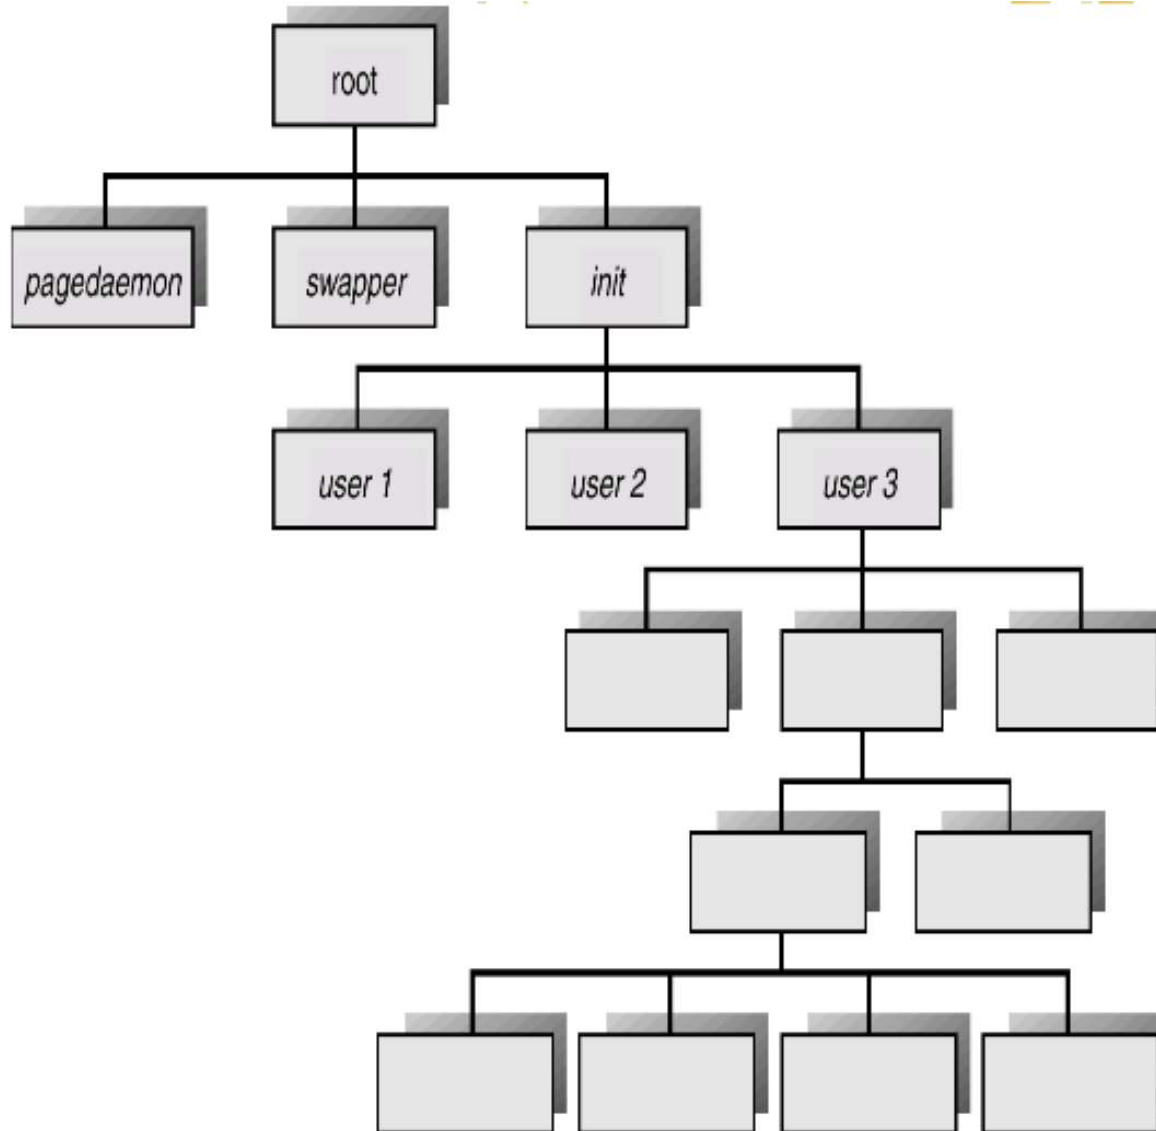 root
pagedaemon
swapper
init
user 1
user 2
user 3